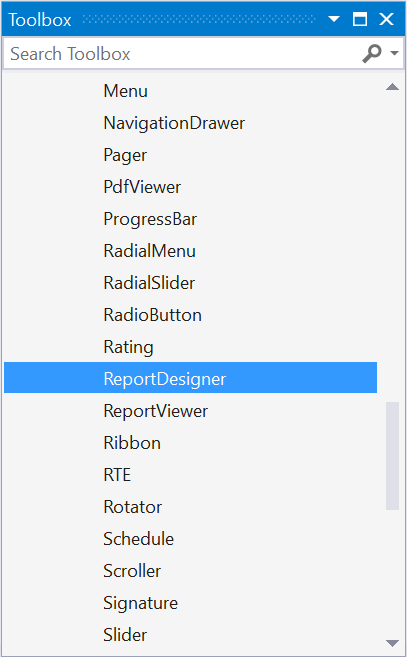 Toolbox
Search Toolbox
Menu
NavigationDrawer
Pager
PdfViewer
ProgressBar
RadialMenu
RadialSlider
RadioButton
Rating
ReportDesigner
ReportViewer
Ribbon
RTE
Rotator
Schedule
Scroller
Signature
Slider